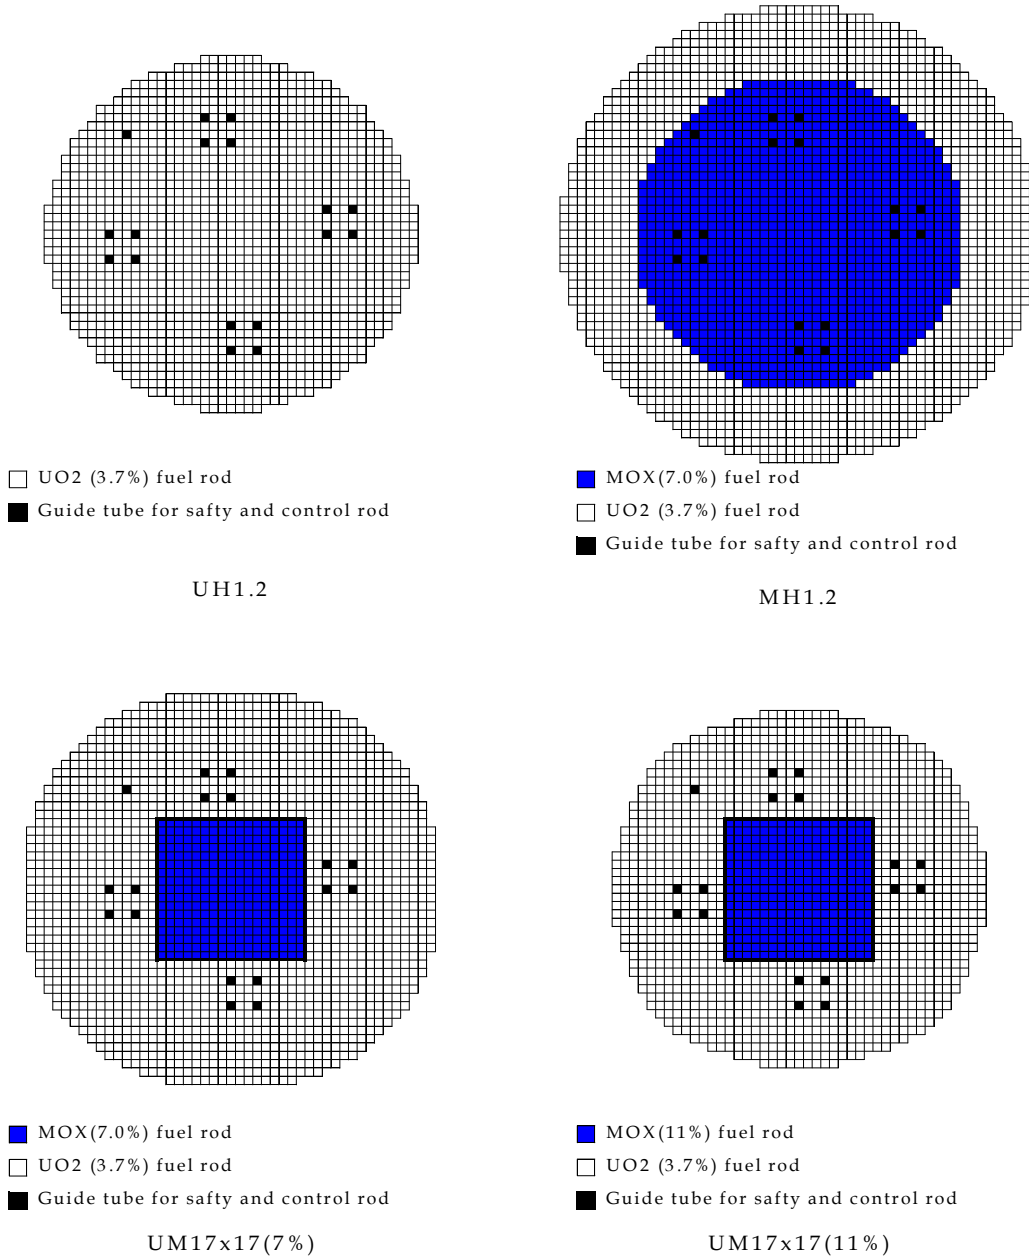 UO2 (3.7%) fuel rod
Guide tube for safty and control rod
UH1.2
MOX(7.0%) fuel rod
UO2 (3.7%) fuel rod
Guide tube for safty and control rod
MH1.2
MOX(7.0%) fuel rod
UO2 (3.7%) fuel rod
Guide tube for safty and control rod
UM17x17(7%)
MOX(11%) fuel rod
UO2 (3.7%) fuel rod
Guide tube for safty and control rod
UM17x17(11%)